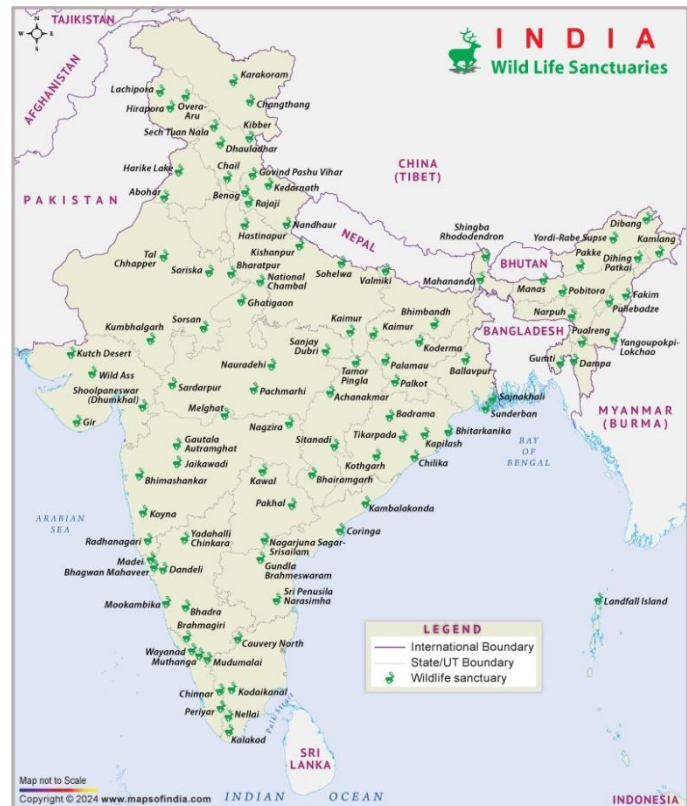 TAJIKISTAN
N
W
E
S
INDIA
Wild Life Sanctuaries
AFGHANISTAN
Karakoram
Lachipora
Overa-
Aru
Changthang
Hirapora
Kibber
Sech Tuan Nala
Dhauladhar
CHINA
(TIBET)
Harike Lake
Chail
Govind Pashu Vihar
Kedarnath
PAKISTAN
Abohar
Benog
Rajaji
Nandhaur
Hastinapur
NEPAL
Shingba
Rhododendron
Dibang
Yordi-Rabe Supse
Kamlang
Tal
Chhapper
Kishanpur
BHUTAN
Pakke
Dihing
Patkai
Sariska
Bharatpur
National
Chambal
Sohelwa
Valmiki
Mahananda
Manas
Pobitora
Fakim
Ghatigaon
Narpuh
Puliebadze
Kumbhalgarh
Sorsan
Kaimur
Bhimbandh
Kaimur
BANGLADESH
Pualreng
Yangoupokpi-
Lokchao
Kutch Desert
Sanjay
Dubri
Koderma
Nauradehi
Palamau
Ballavpur
Gumti
Dampa
Wild Ass
Tamor
Pingla
Palkot
Shoolpaneswar
(Dhumkhal)
Sardarpur
Pachmarhi
Achanakmar
Sajnakhali
Sunderban
MYANMAR
(BURMA)
Gir
Melghat
Nagzira
Badrama
Sitanadi
Tikarpada
Bhitarkanika
Kapilash
BAY
OF
BENGAL
Gautala
Autramghat
Jaikawadi
Kothgarh
Chilika
Bhimashankar
Kawal
Bhairamgarh
Koyna
Pakhal
Kambalakonda
ARABIAN
SEA
Radhanagari
Yadahalli
Chinkara
Coringa
Nagarjuna Sagar-
Srisailam
Madei
Bhagwan Mahaveer
Dandeli
Gundla
Brahmeswaram
Sri Penusila
Narasimha
Mookambika
Bhadra
Landfall Island
Brahmagiri
Cauvery North
LEGEND
International Boundary
State/UT Boundary
Wildlife sanctuary
Wayanad
Muthanga
Mudumalai
Chinnar
Kodaikanal
Periyar
Nellai
Palk Strait
Kalakad
SRI
LANKA
Map not to Scale
Copyright © 2024 www.mapsofindia.com
INDIAN OCEAN
INDONESIA